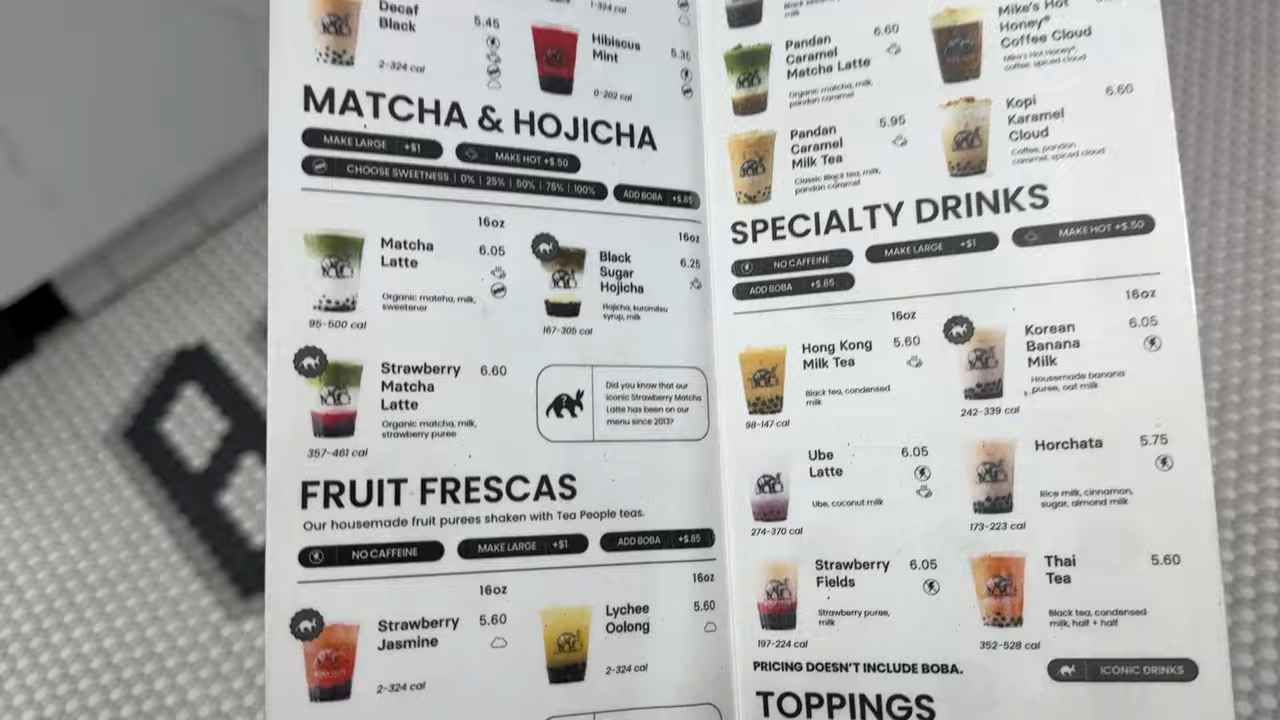 Decaf
Black
5.45
2-324 cal
1-324 cal
Hibiscus
Mint
5.35
0-202 cal
MATCHA & HOJICHA
MAKE LARGE +$1
MAKE HOT +$.50
CHOOSE SWEETNESS | 0% | 25% | 50% | 75% | 100%
ADD BOBA +$.85
16oz
Matcha
Latte
6.05
Organic matcha, milk,
sweetener
95-500 cal
16oz
Black
Sugar
Hojicha
6.25
Hojicha, kuromitsu
syrup, milk
167-305 cal
Strawberry
Matcha
Latte
6.60
Organic matcha, milk,
strawberry puree
357-461 cal
Did you know that our
iconic Strawberry Matcha
Latte has been on our
menu since 2013?
FRUIT FRESCAS
Our housemade fruit purees shaken with Tea People teas.
NO CAFFEINE
MAKE LARGE +$1
ADD BOBA +$.85
16oz
Strawberry
Jasmine
5.60
2-324 cal
16oz
Lychee
Oolong
5.60
2-324 cal
milk
Pandan
Caramel
Matcha Latte
6.60
Organic matcha, milk,
pandan caramel
Mike's Hot
Honey®
Coffee Cloud
Mike's Hot Honey®,
coffee, spiced cloud
Pandan
Caramel
Milk Tea
5.95
Classic Black tea, milk,
pandan caramel
Kopi
Karamel
Cloud
6.60
Coffee, pandan
caramel, spiced cloud
SPECIALTY DRINKS
NO CAFFEINE
MAKE LARGE +$1
MAKE HOT +$.50
ADD BOBA +$.85
16oz
Hong Kong
Milk Tea
5.60
Black tea, condensed
milk
98-147 cal
16oz
Korean
Banana
Milk
6.05
Housemade banana
puree, oat milk
242-339 cal
Ube
Latte
6.05
Ube, coconut milk
274-370 cal
Horchata
5.75
Rice milk, cinnamon,
sugar, almond milk
173-223 cal
Strawberry
Fields
6.05
Strawberry puree,
milk
197-224 cal
Thai
Tea
5.60
Black tea, condensed
milk, half + half
352-528 cal
PRICING DOESN'T INCLUDE BOBA.
ICONIC DRINKS
TOPPINGS